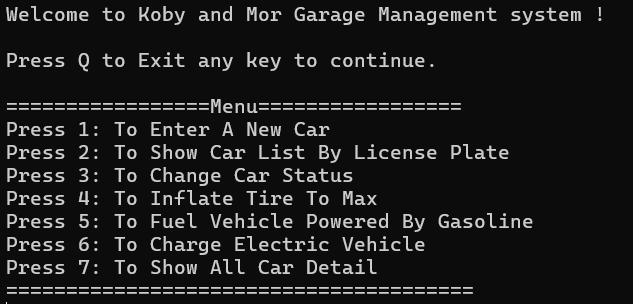 Welcome to Koby and Mor Garage Management system !
Press Q to Exit any key to continue.
=================Menu=================
Press 1: To Enter A New Car
Press 2: To Show Car List By License Plate
Press 3: To Change Car Status
Press 4: To Inflate Tire To Max
Press 5: To Fuel Vehicle Powered By Gasoline
Press 6: To Charge Electric Vehicle
Press 7: To Show All Car Detail
=======================================